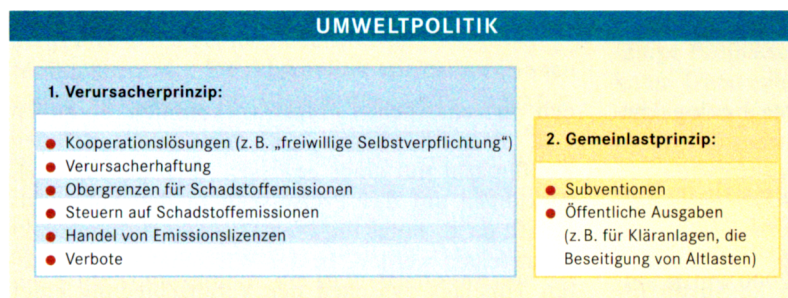 UMWELTPOLITIK
1. Verursacherprinzip:
● Kooperationslösungen (z. B. „freiwillige Selbstverpflichtung“)
● Verursacherhaftung
● Obergrenzen für Schadstoffemissionen
● Steuern auf Schadstoffemissionen
● Handel von Emissionslizenzen
● Verbote
2. Gemeinlastprinzip:
● Subventionen
● Öffentliche Ausgaben
(z. B. für Kläranlagen, die
Beseitigung von Altlasten)